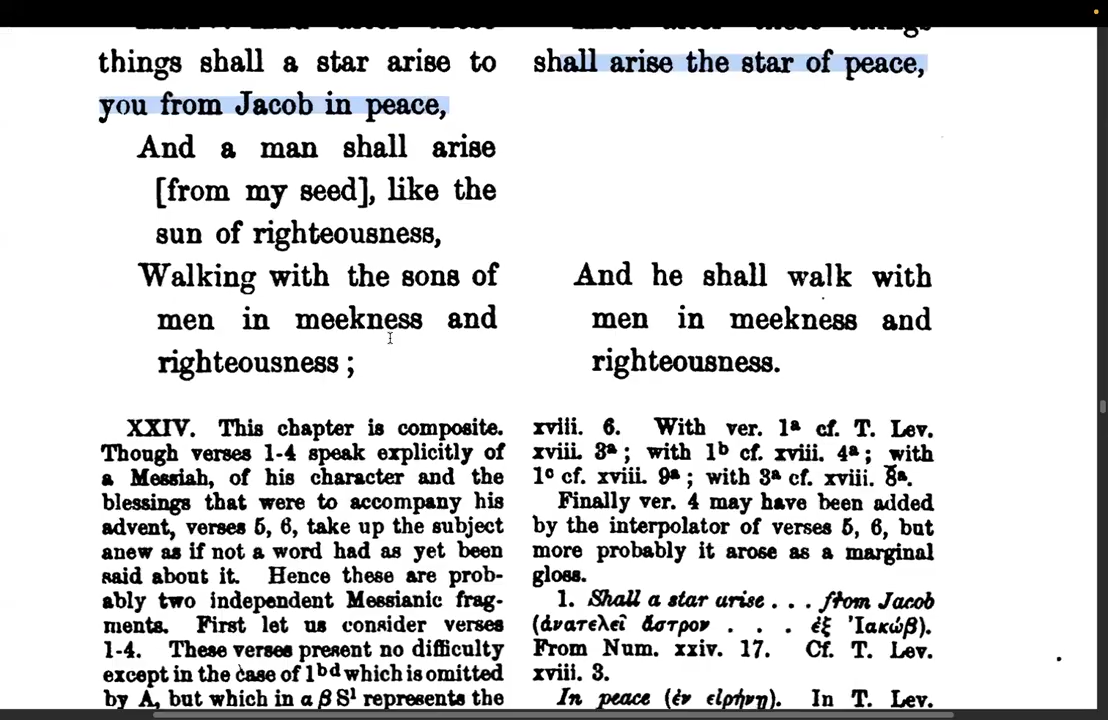 things shall a star arise to
you from Jacob in peace,
And a man shall arise
[from my seed], like the
sun of righteousness,
Walking with the sons of
men in meekness and
righteousness ;
shall arise the star of peace,
And he shall walk with
men in meekness and
righteousness.
XXIV. This chapter is composite.
Though verses 1-4 speak explicitly of
a Messiah, of his character and the
blessings that were to accompany his
advent, verses 5, 6, take up the subject
anew as if not a word had as yet been
said about it. Hence these are prob-
ably two independent Messianic frag-
ments. First let us consider verses
1-4. These verses present no difficulty
except in the case of 1ᵇᵈ which is omitted
by A, but which in α β S¹ represents the
xviii. 6. With ver. 1ᵃ cf. T. Lev.
xviii. 3ᵃ ; with 1ᵇ cf. xviii. 4ᵃ ; with
1ᶜ cf. xviii. 9ᵃ ; with 3ᵃ cf. xviii. 8ᵃ.
Finally ver. 4 may have been added
by the interpolator of verses 5, 6, but
more probably it arose as a marginal
gloss.
1. Shall a star arise . . . from Jacob
(ἀνατελεῖ ἄστρον . . . ἐξ Ἰακώβ).
From Num. xxiv. 17. Cf. T. Lev.
xviii. 3.
In peace (ἐν εἰρήνῃ). In T. Lev.